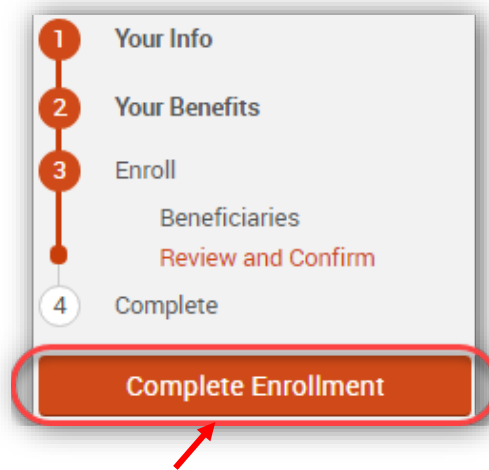 1 Your Info
2 Your Benefits
3 Enroll
Beneficiaries
Review and Confirm
4 Complete
Complete Enrollment